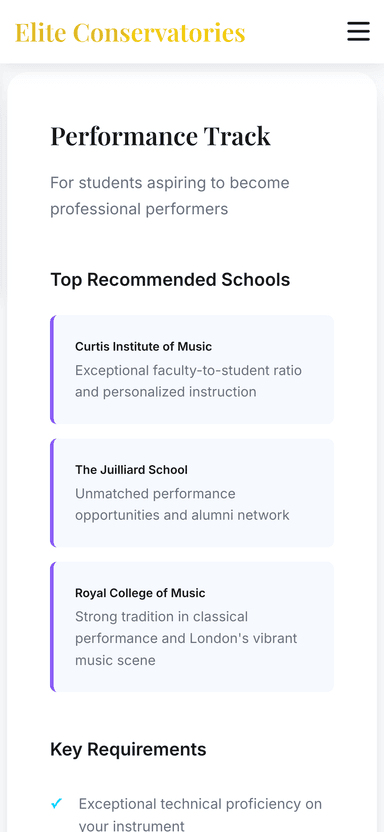 Elite Conservatories
Performance Track
For students aspiring to become
professional performers
Top Recommended Schools
Curtis Institute of Music
Exceptional faculty-to-student ratio
and personalized instruction
The Juilliard School
Unmatched performance
opportunities and alumni network
Royal College of Music
Strong tradition in classical
performance and London's vibrant
music scene
Key Requirements
✓ Exceptional technical proficiency on
your instrument